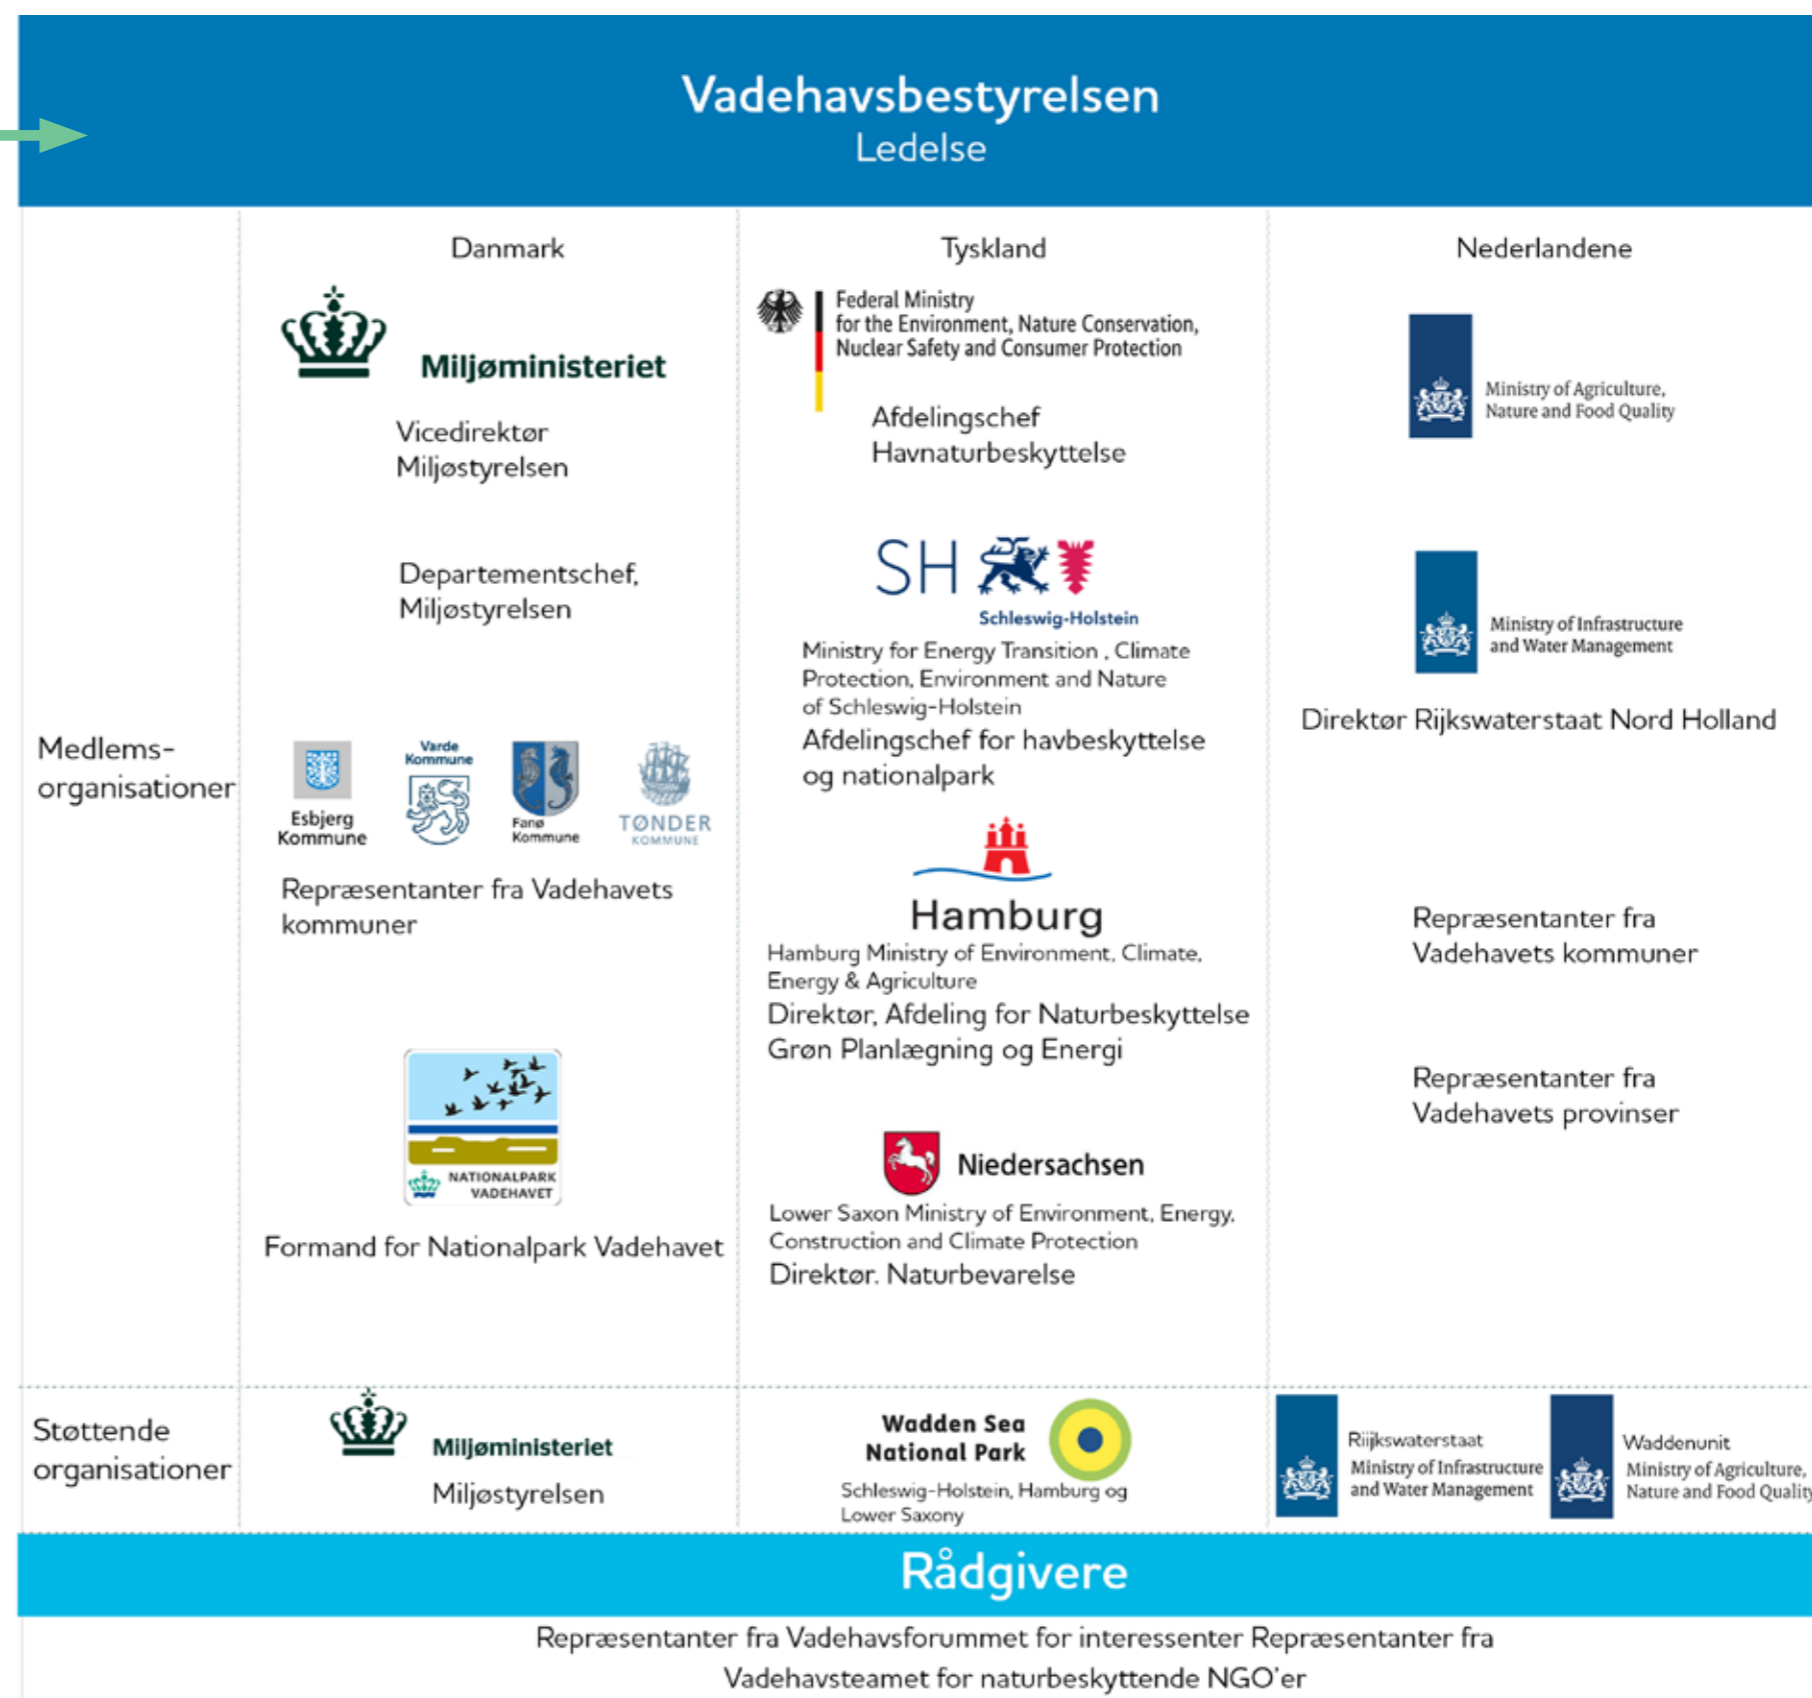 Vadehavsbestyrelsen
Ledelse
Medlems-
organisationer
Danmark
Miljøministeriet
Vicedirektør
Miljøstyrelsen
Departementschef,
Miljøstyrelsen
Esbjerg
Kommune
Varde
Kommune
Fanø
Kommune
TØNDER
KOMMUNE
Repræsentanter fra Vadehavets
kommuner
NATIONALPARK
VADEHAVET
Formand for Nationalpark Vadehavet
Tyskland
Federal Ministry
for the Environment, Nature Conservation,
Nuclear Safety and Consumer Protection
Afdelingschef
Havnaturbeskyttelse
SH
Schleswig-Holstein
Ministry for Energy Transition , Climate
Protection, Environment and Nature
of Schleswig-Holstein
Afdelingschef for havbeskyttelse
og nationalpark
Hamburg
Hamburg Ministry of Environment, Climate,
Energy & Agriculture
Direktør, Afdeling for Naturbeskyttelse
Grøn Planlægning og Energi
Niedersachsen
Lower Saxon Ministry of Environment, Energy,
Construction and Climate Protection
Direktør. Naturbevarelse
Nederlandene
Ministry of Agriculture,
Nature and Food Quality
Ministry of Infrastructure
and Water Management
Direktør Rijkswaterstaat Nord Holland
Repræsentanter fra
Vadehavets kommuner
Repræsentanter fra
Vadehavets provinser
Støttende
organisationer
Miljøministeriet
Miljøstyrelsen
Wadden Sea
National Park
Schleswig-Holstein, Hamburg og
Lower Saxony
Riijkswaterstaat
Ministry of Infrastructure
and Water Management
Waddenunit
Ministry of Agriculture,
Nature and Food Quality
Rådgivere
Repræsentanter fra Vadehavsforummet for interessenter Repræsentanter fra
Vadehavsteamet for naturbeskyttende NGO'er